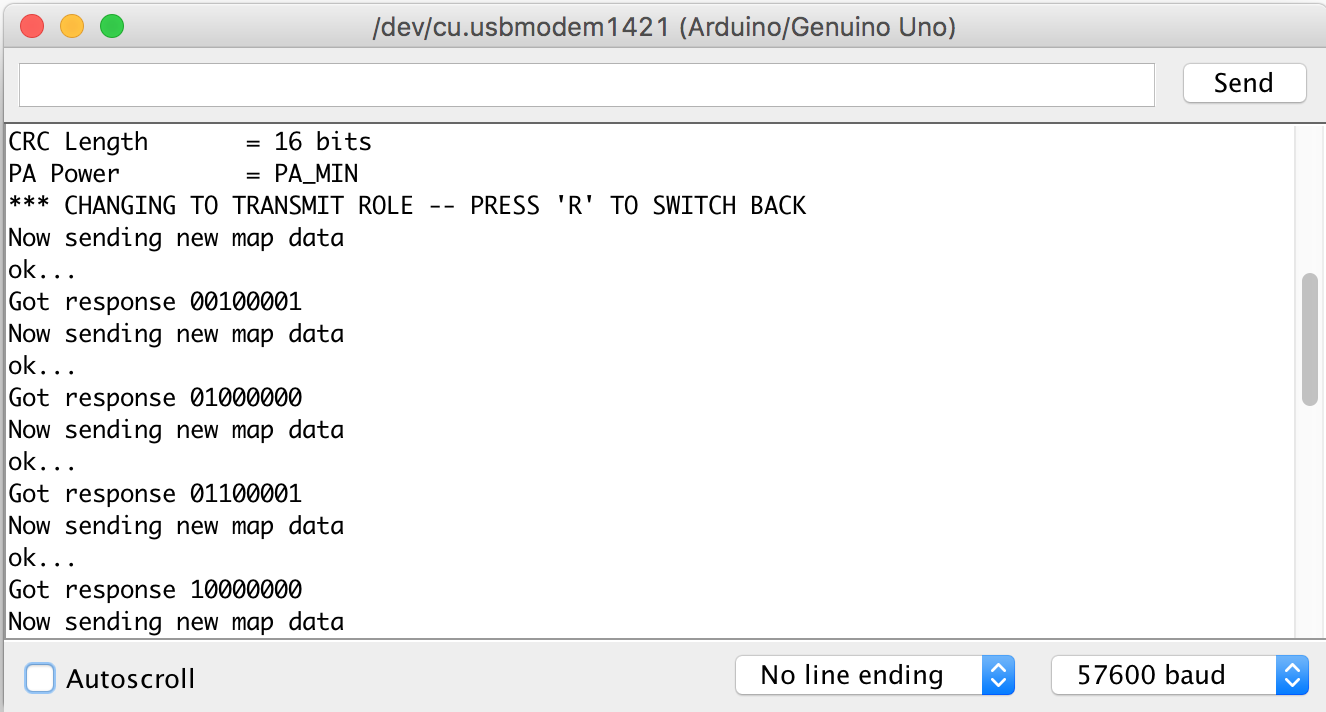 /dev/cu.usbmodem1421 (Arduino/Genuino Uno)
Send
CRC Length       = 16 bits
PA Power         = PA_MIN
*** CHANGING TO TRANSMIT ROLE -- PRESS 'R' TO SWITCH BACK
Now sending new map data
ok...
Got response 00100001
Now sending new map data
ok...
Got response 01000000
Now sending new map data
ok...
Got response 01100001
Now sending new map data
ok...
Got response 10000000
Now sending new map data
Autoscroll
No line ending
57600 baud